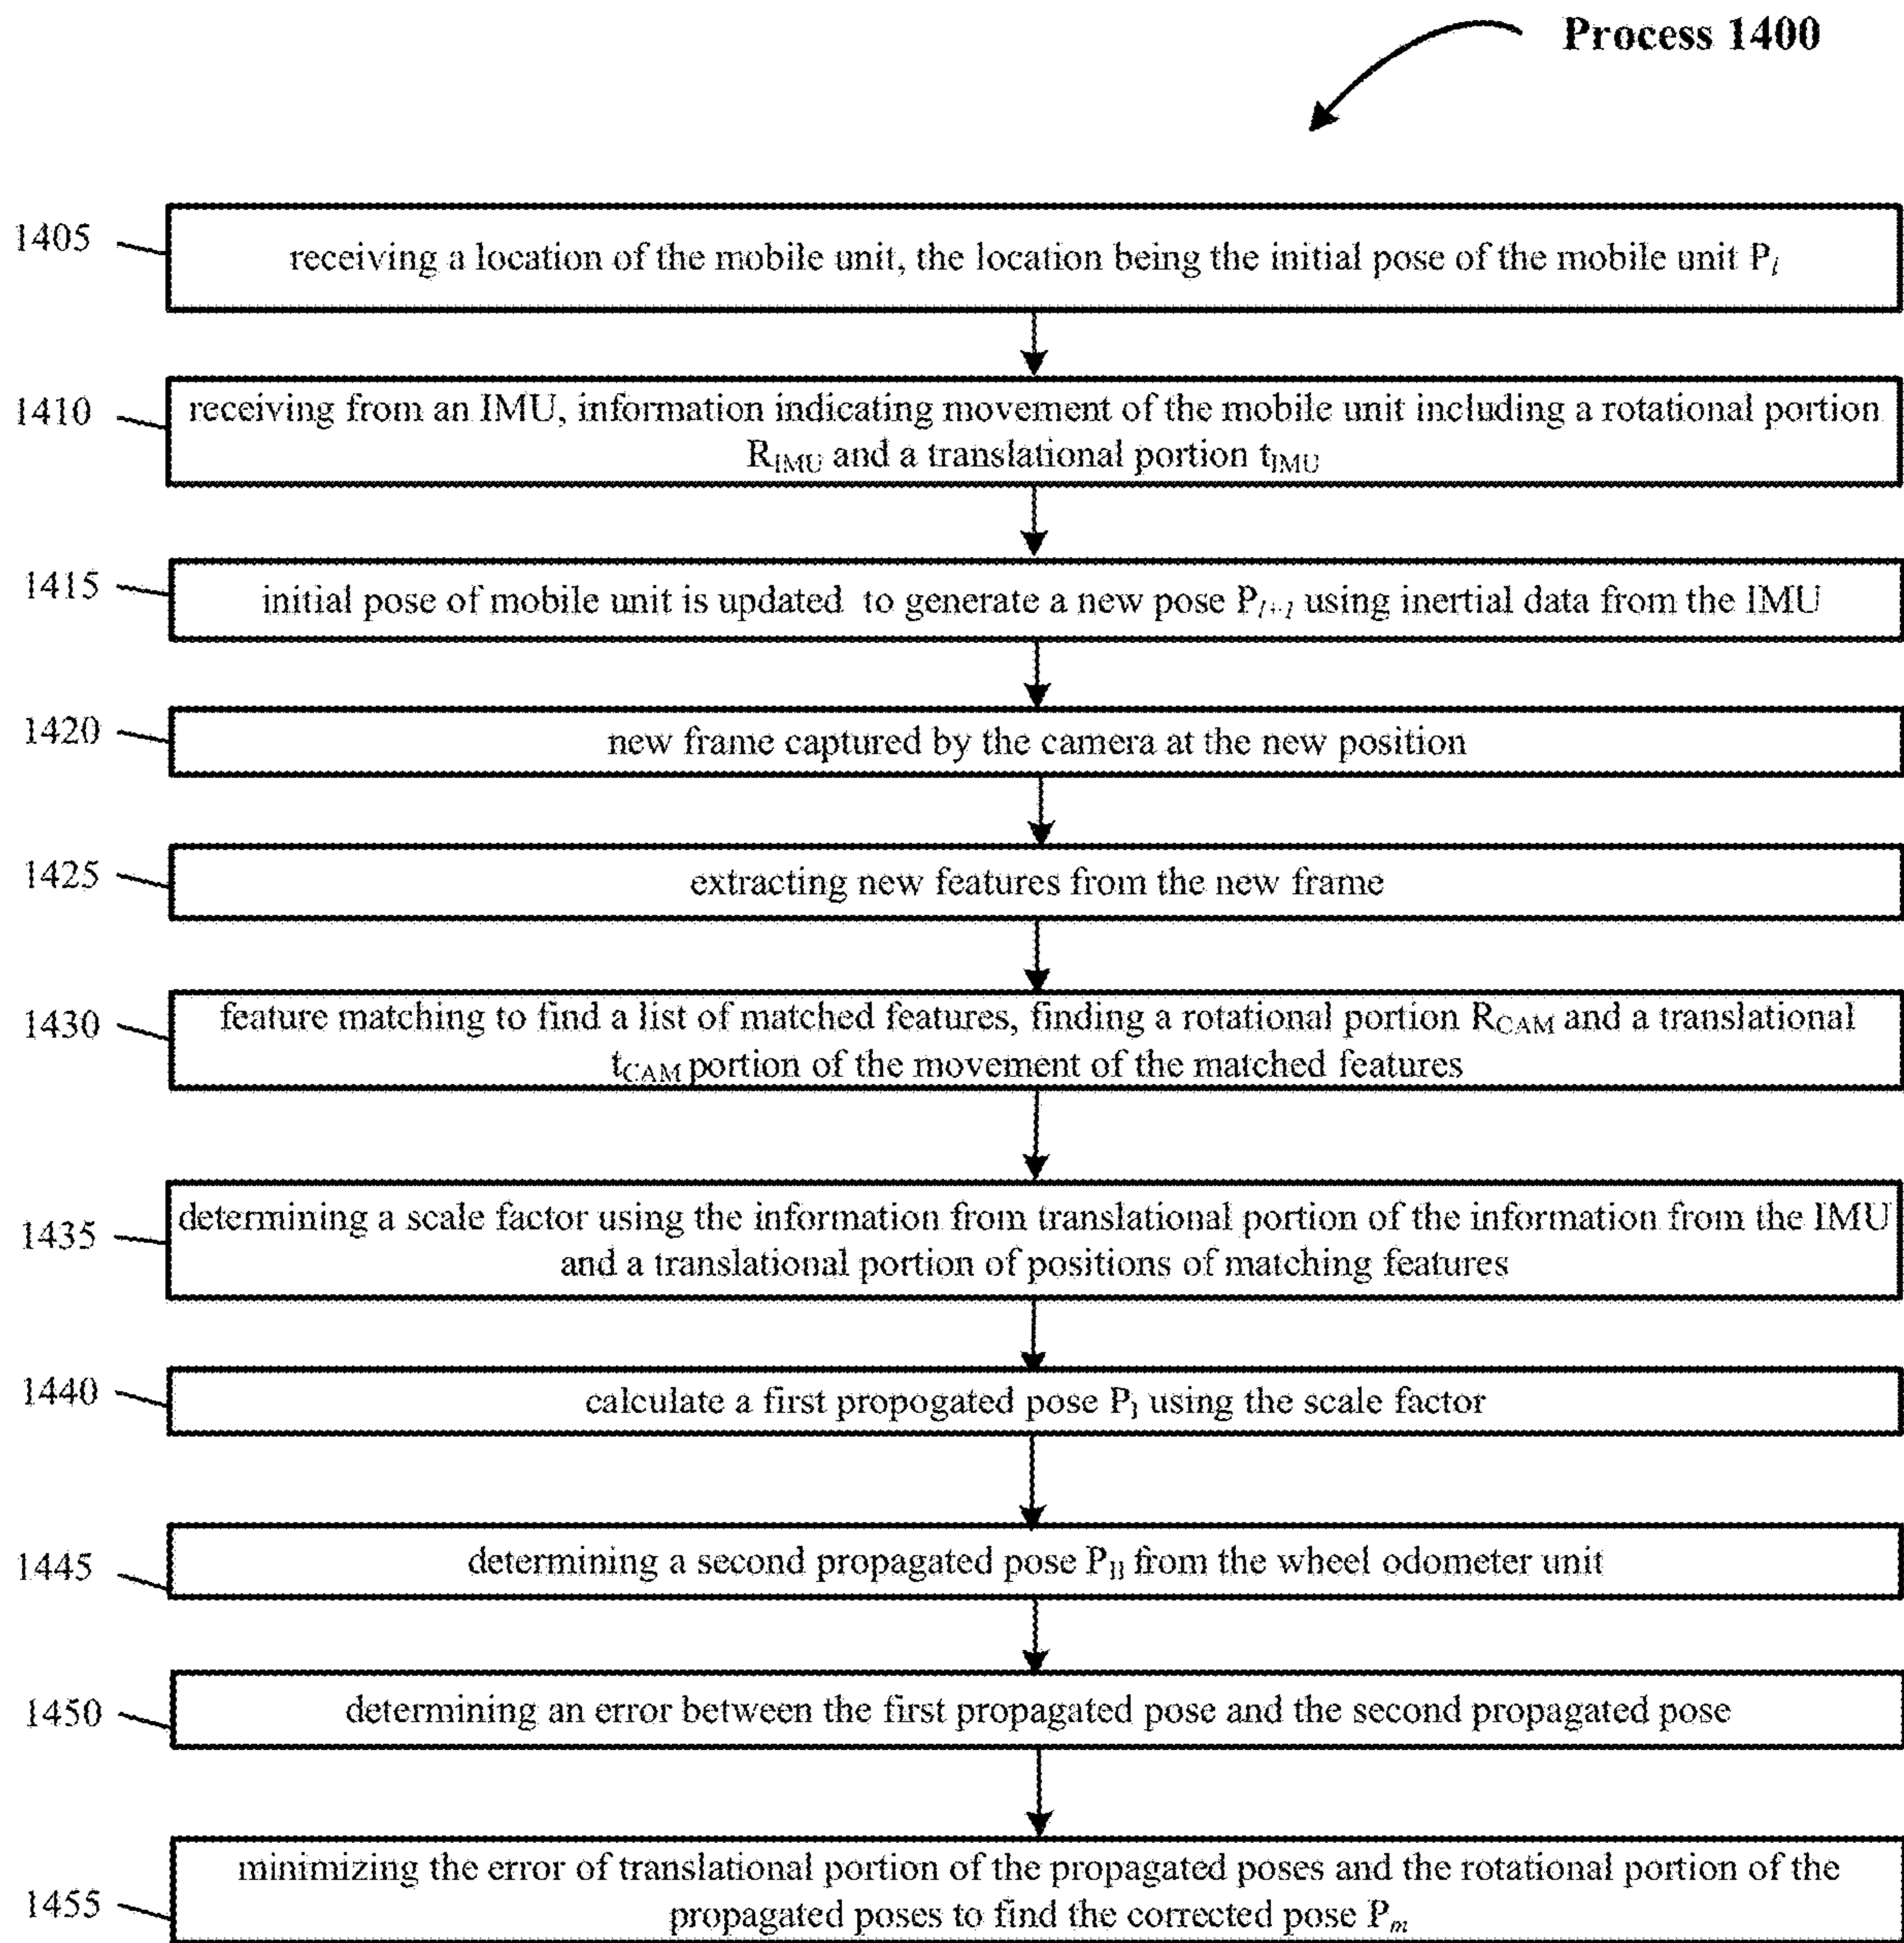 Process 1400
1405
receiving a location of the mobile unit, the location being the initial pose of the mobile unit P_i
1410
receiving from an IMU, information indicating movement of the mobile unit including a rotational portion
R_IMU and a translational portion t_IMU
1415
initial pose of mobile unit is updated to generate a new pose P_i+1 using inertial data from the IMU
1420
new frame captured by the camera at the new position
1425
extracting new features from the new frame
1430
feature matching to find a list of matched features, finding a rotational portion R_CAM and a translational
t_CAM portion of the movement of the matched features
1435
determining a scale factor using the information from translational portion of the information from the IMU
and a translational portion of positions of matching features
1440
calculate a first propogated pose P_I using the scale factor
1445
determining a second propagated pose P_II from the wheel odometer unit
1450
determining an error between the first propagated pose and the second propagated pose
1455
minimizing the error of translational portion of the propagated poses and the rotational portion of the
propagated poses to find the corrected pose P_m